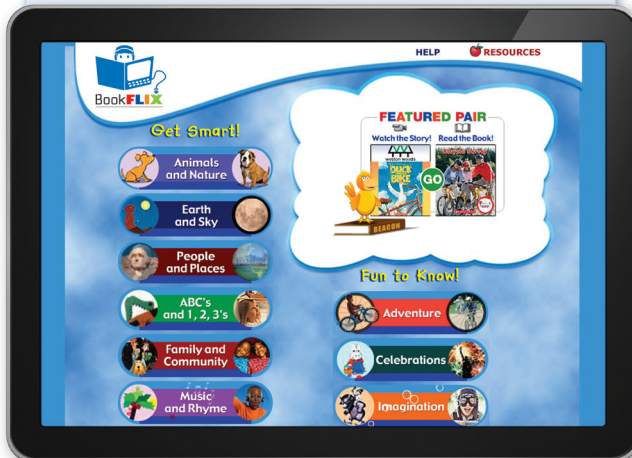 HELP
RESOURCES
BookFLIX
Get Smart!
Animals
and Nature
Earth
and Sky
People
and Places
ABC's
and 1, 2, 3's
Family and
Community
Music
and Rhyme
FEATURED PAIR
Watch the Story!
Read the Book!
weston woods
DUCK
BIKE
GO
BEACON
Fun to Know!
Adventure
Celebrations
Imagination